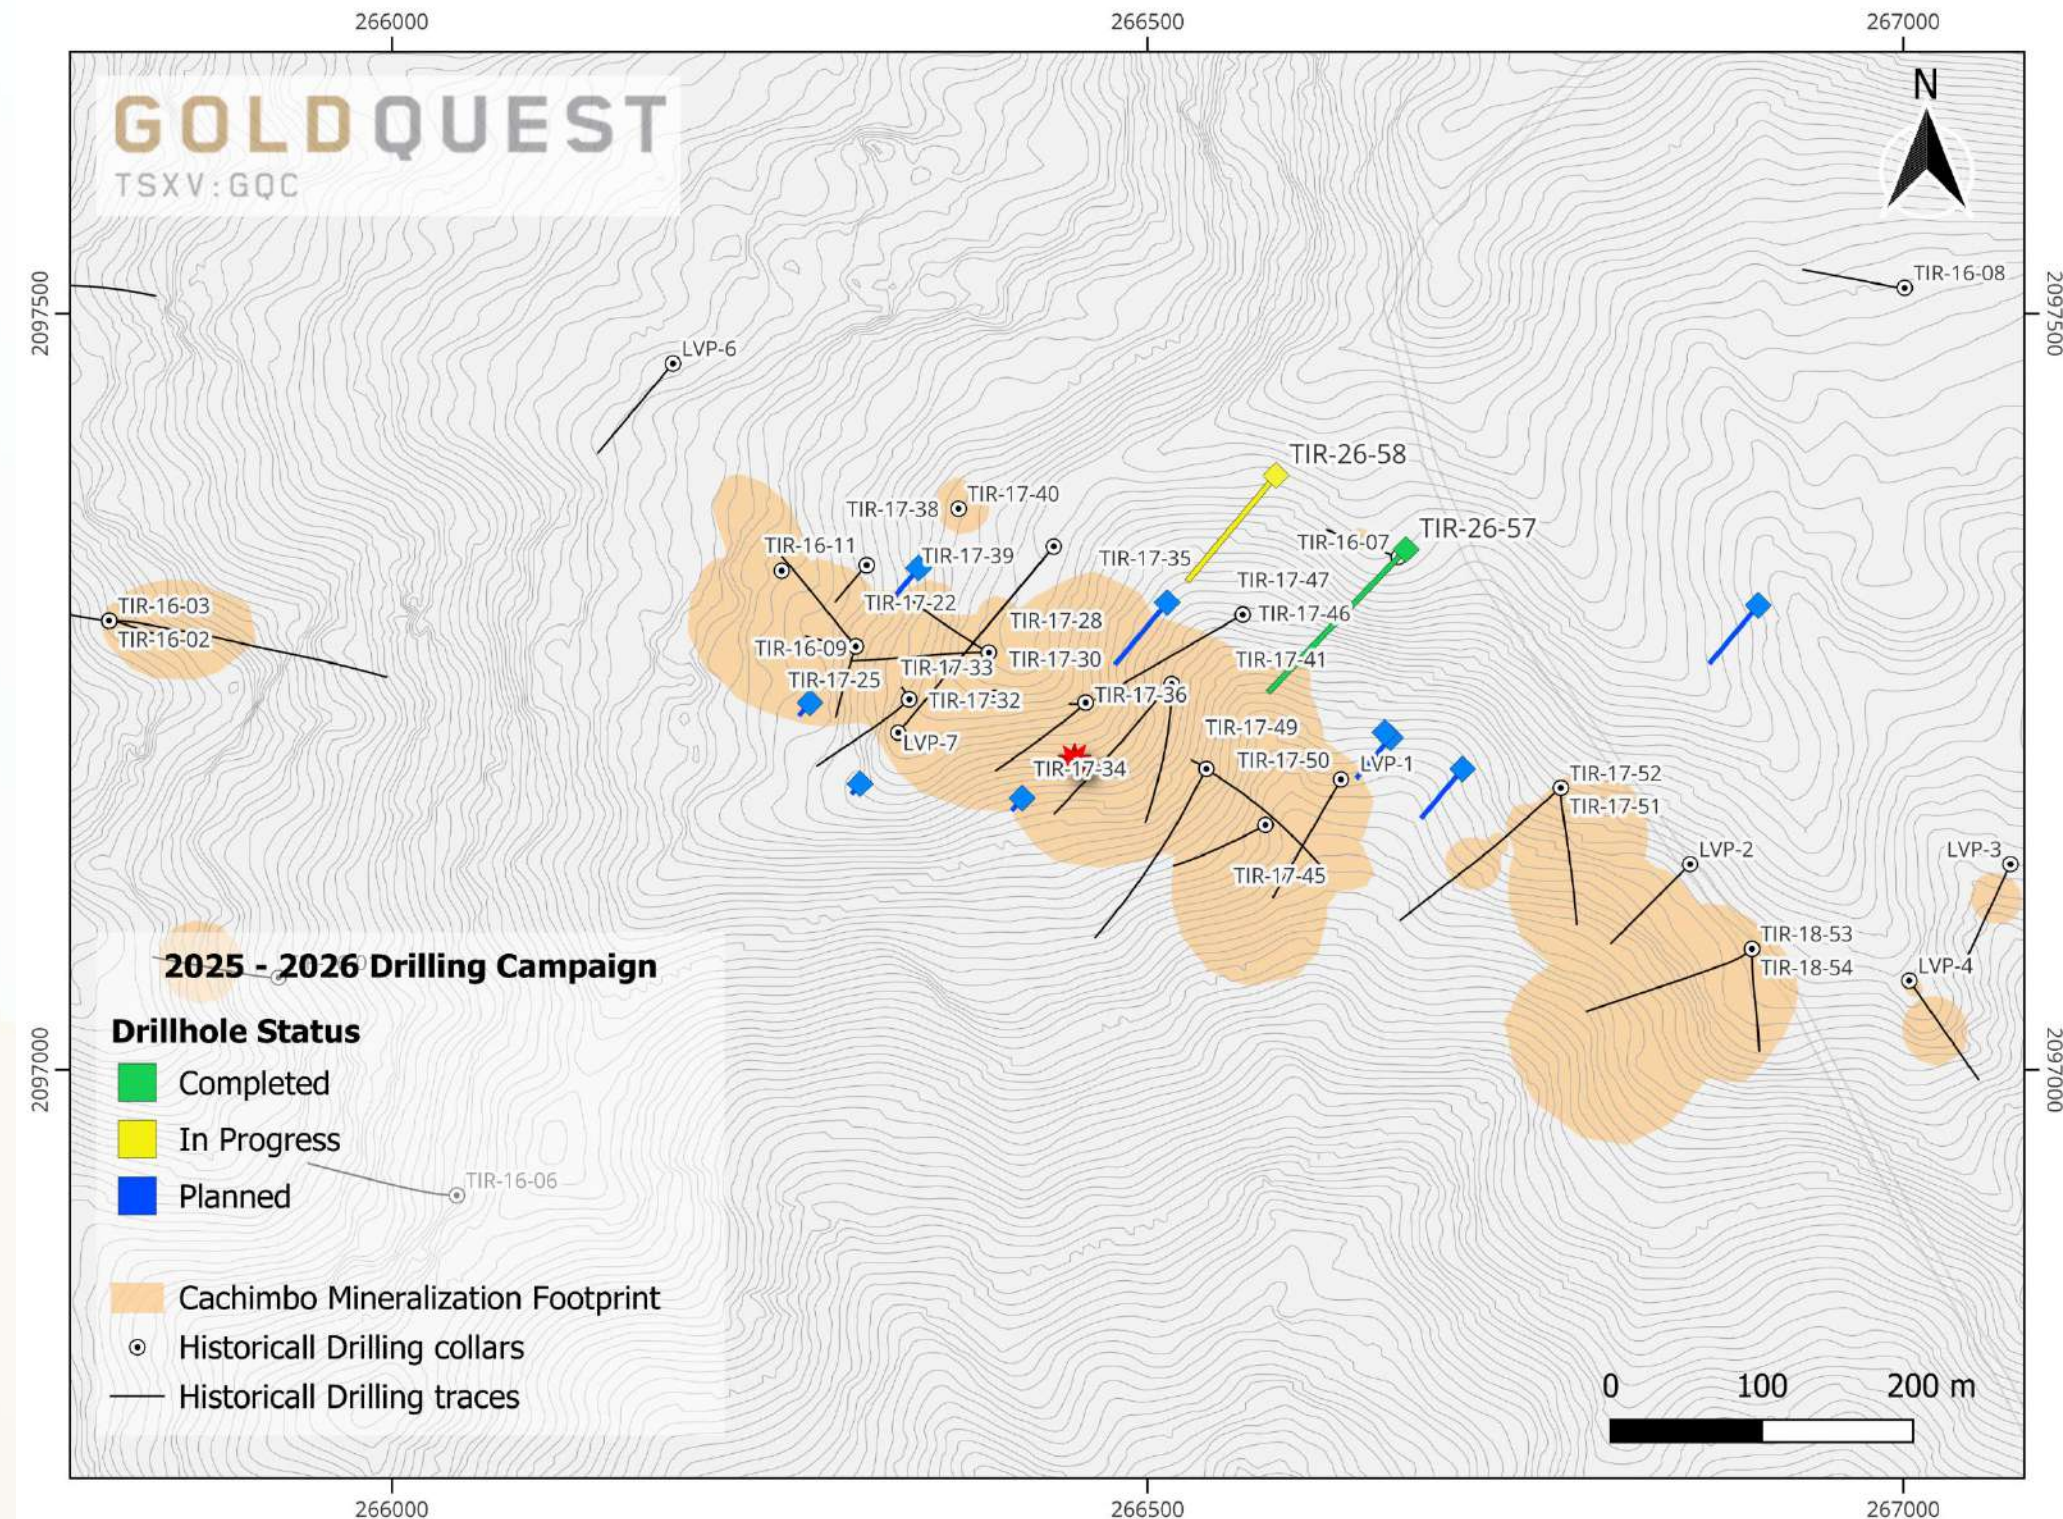 266000
266500
267000
N
GOLDQUEST
TSXV:GQC
2097500
2097500
TIR-16-08
LVP-6
TIR-26-58
TIR-17-40
TIR-17-38
TIR-26-57
TIR-16-07
TIR-16-11
TIR-17-39
TIR-17-35
TIR-17-47
TIR-16-03
TIR-17-22
TIR-17-46
TIR-17-28
TIR-16-02
TIR-16-09
TIR-17-33
TIR-17-30
TIR-17-41
TIR-17-25
TIR-17-32
TIR-17-36
LVP-7
TIR-17-49
TIR-17-34
TIR-17-50
LVP-1
TIR-17-52
TIR-17-51
LVP-2
LVP-3
TIR-17-45
TIR-18-53
TIR-18-54
LVP-4
2025 - 2026 Drilling Campaign
Drillhole Status
2097000
2097000
Completed
In Progress
TIR-16-06
Planned
Cachimbo Mineralization Footprint
Historicall Drilling collars
Historicall Drilling traces
0 100 200 m
266000
266500
267000